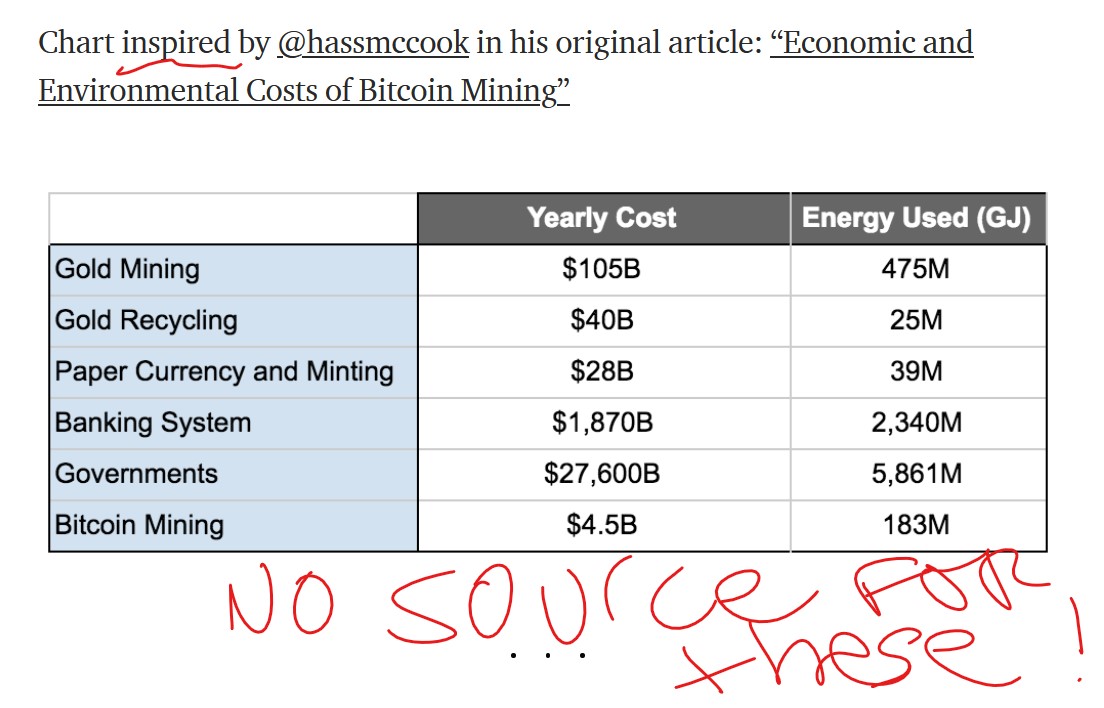 Chart inspired by @hassmccook in his original article: “Economic and
Environmental Costs of Bitcoin Mining”
Yearly Cost Energy Used (GJ)
Gold Mining $105B 475M
Gold Recycling $40B 25M
Paper Currency and Minting $28B 39M
Banking System $1,870B 2,340M
Governments $27,600B 5,861M
Bitcoin Mining $4.5B 183M
NO SOURCE FOR
these!
...